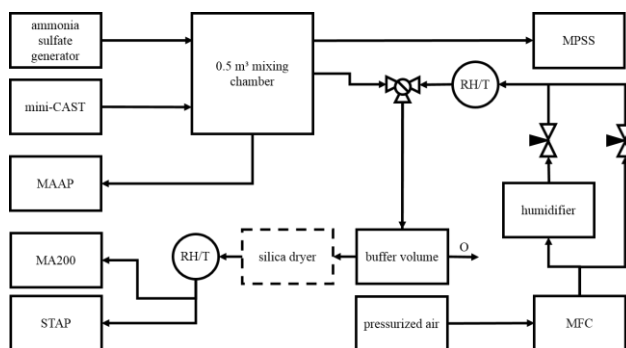 ammonia
sulfate
generator
0.5 m³ mixing
chamber
MPSS
mini-CAST
RH/T
MAAP
humidifier
MA200
RH/T
silica dryer
buffer volume
O
STAP
pressurized air
MFC